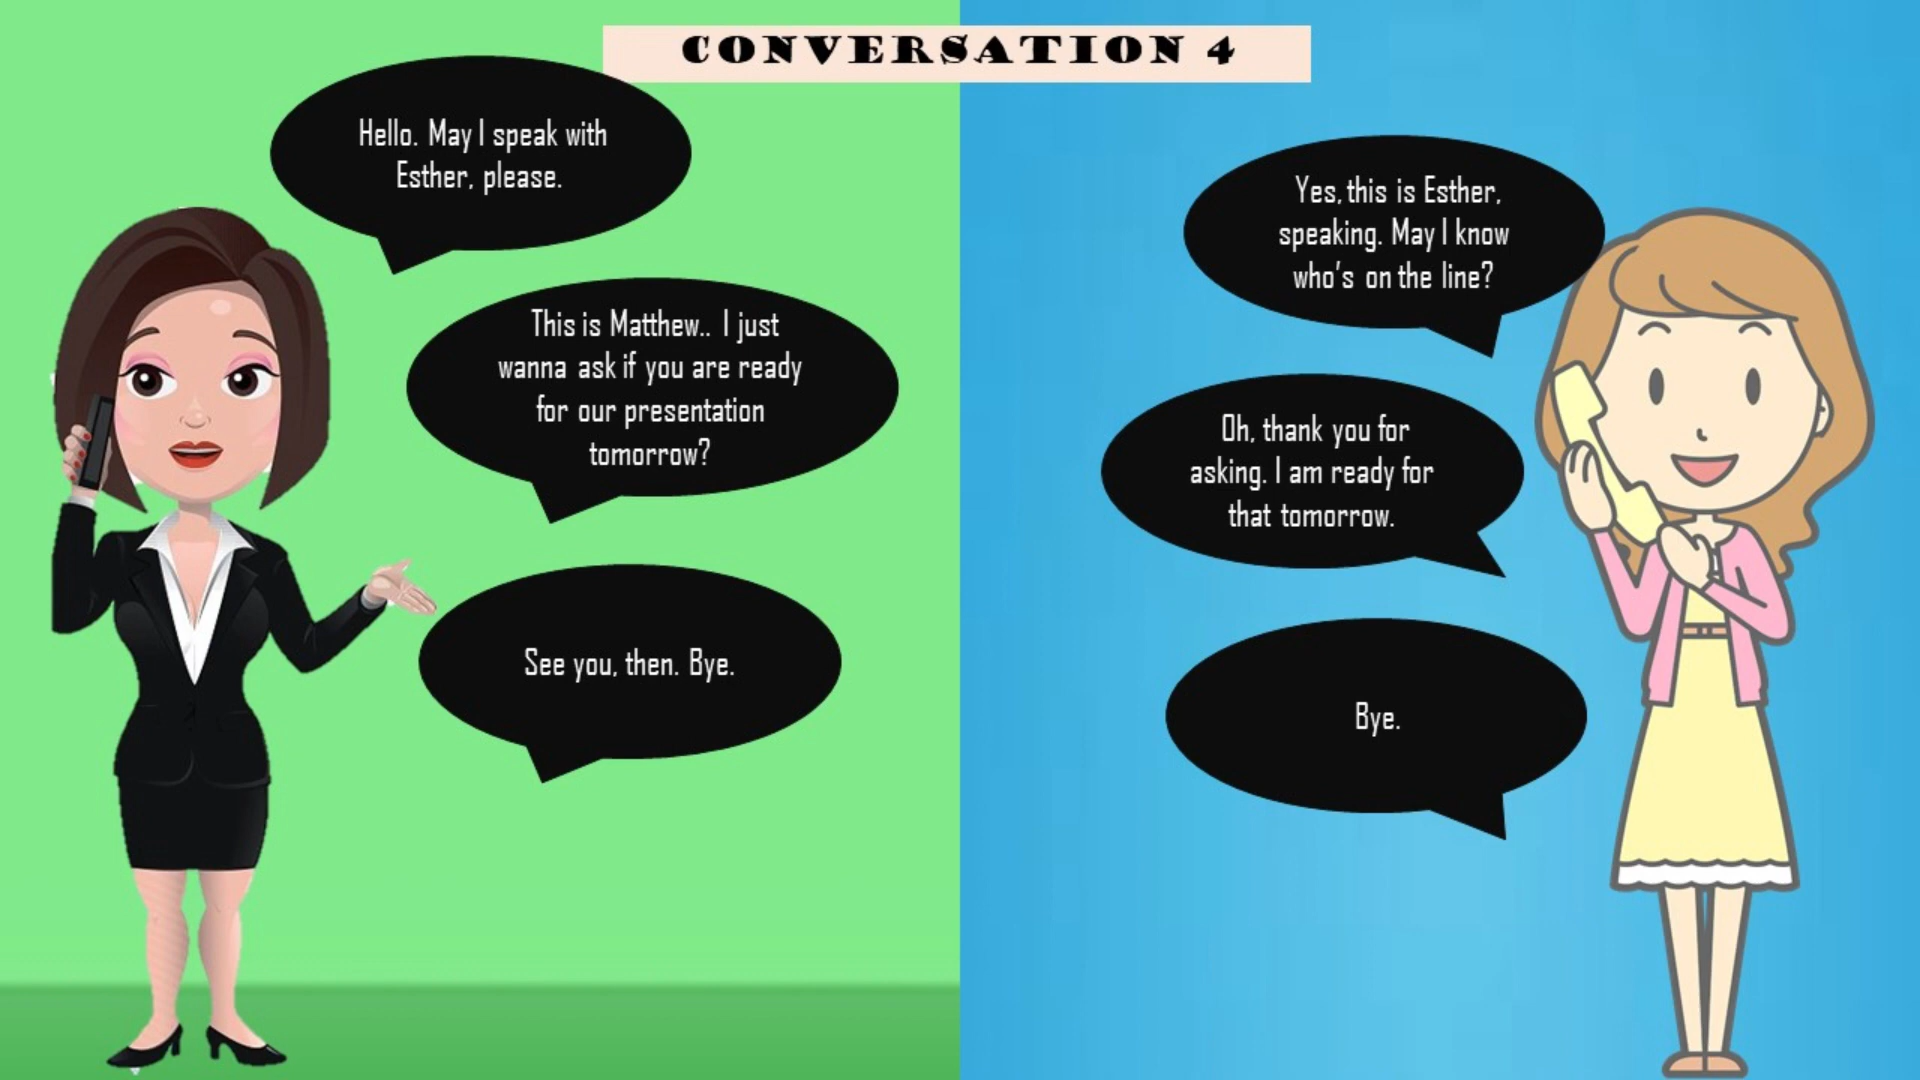 CONVERSATION 4
Hello. May I speak with
Esther, please.
Yes, this is Esther,
speaking. May I know
who's on the line?
This is Matthew.. I just
wanna ask if you are ready
for our presentation
tomorrow?
Oh, thank you for
asking. I am ready for
that tomorrow.
See you, then. Bye.
Bye.